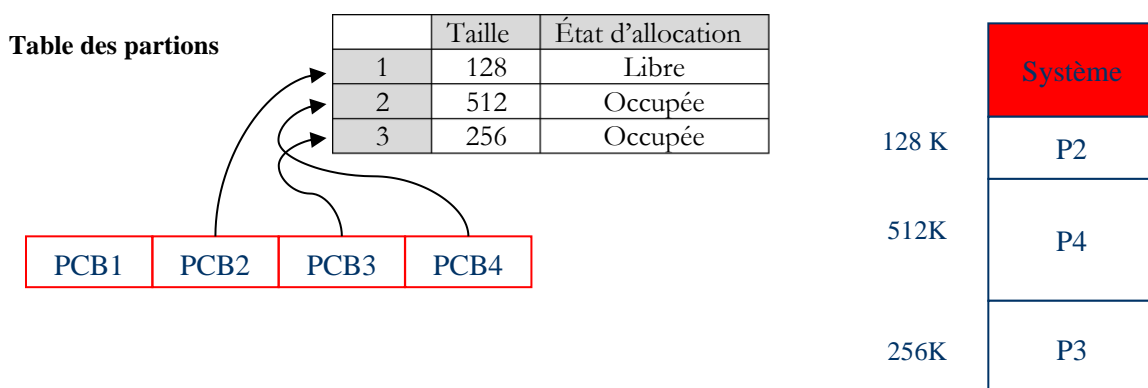 Table des partions
Taille État d'allocation
1 128 Libre
2 512 Occupée
3 256 Occupée
PCB1 PCB2 PCB3 PCB4
Système
128 K P2
512K P4
256K P3